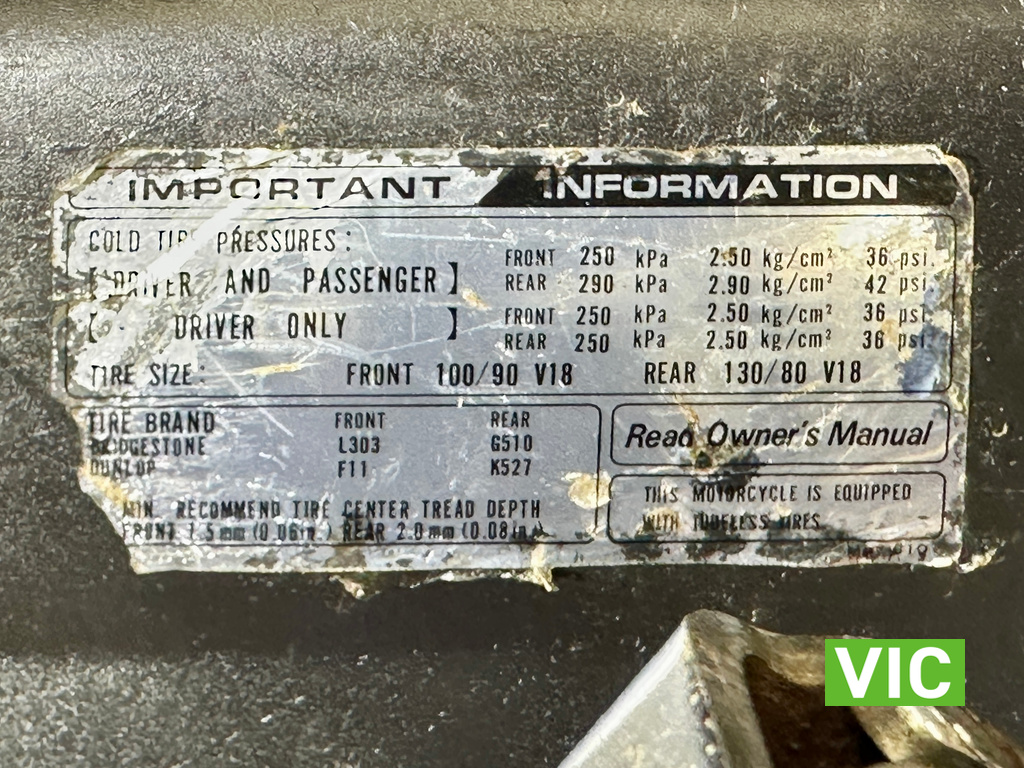 IMPORTANT INFORMATION
COLD TIRE PRESSURES:
【DRIVER AND PASSENGER】 FRONT 250 kPa 2.50 kg/cm² 36 psi.
REAR 290 kPa 2.90 kg/cm² 42 psi.
【DRIVER ONLY】 FRONT 250 kPa 2.50 kg/cm² 36 psi.
REAR 250 kPa 2.50 kg/cm² 36 psi.
TIRE SIZE: FRONT 100/90 V18 REAR 130/80 V18
TIRE BRAND FRONT REAR
BRIDGESTONE L303 G510
DUNLOP F11 K527
MIN. RECOMMEND TIRE CENTER TREAD DEPTH
FRONT 1.5mm (0.06in.) REAR 2.0mm (0.08in.)
Read Owner's Manual
THIS MOTORCYCLE IS EQUIPPED
WITH TUBELESS TIRES
VIC